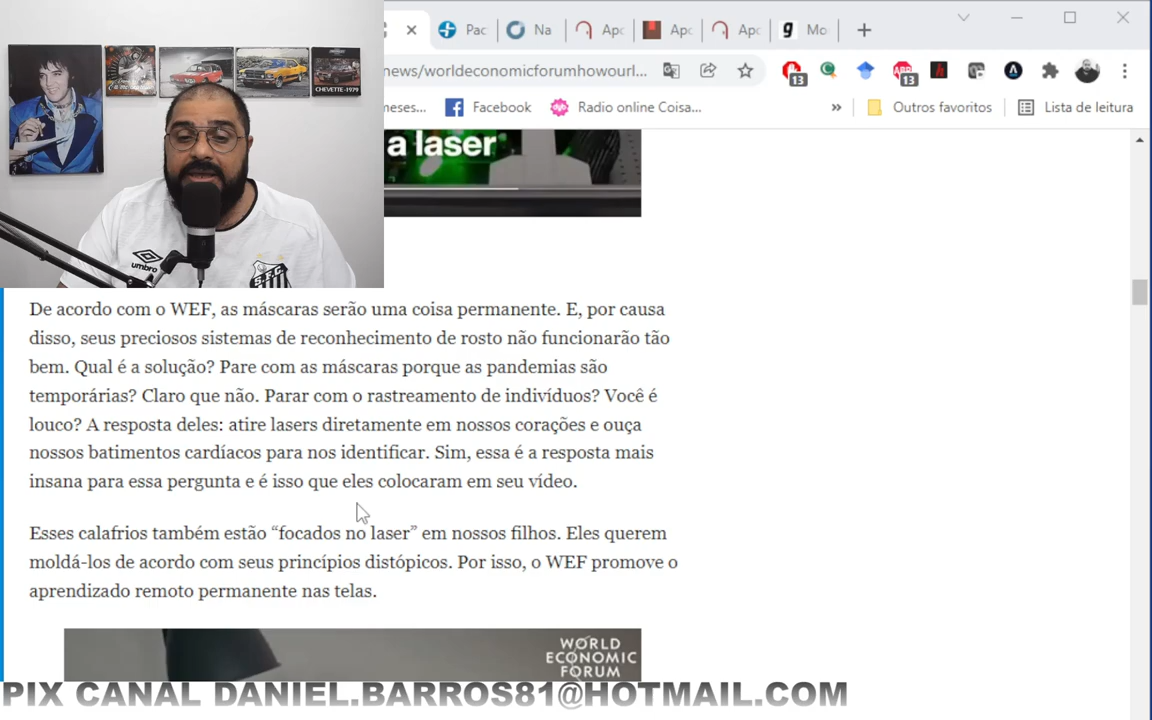 Pac
Na
Apc
Apc
Apc
g Mo
news/worldeconomicforumhowourl...
13
13
meses...
Facebook
Radio online Coisa...
»
Outros favoritos
Lista de leitura
CHEVETTE-1979
umbro
S.F.C.
a laser
De acordo com o WEF, as máscaras serão uma coisa permanente. E, por causa
disso, seus preciosos sistemas de reconhecimento de rosto não funcionarão tão
bem. Qual é a solução? Pare com as máscaras porque as pandemias são
temporárias? Claro que não. Parar com o rastreamento de indivíduos? Você é
louco? A resposta deles: atire lasers diretamente em nossos corações e ouça
nossos batimentos cardíacos para nos identificar. Sim, essa é a resposta mais
insana para essa pergunta e é isso que eles colocaram em seu vídeo.
Esses calafrios também estão “focados no laser” em nossos filhos. Eles querem
moldá-los de acordo com seus princípios distópicos. Por isso, o WEF promove o
aprendizado remoto permanente nas telas.
WORLD
ECONOMIC
FORUM
PIX CANAL DANIEL.BARROS81@HOTMAIL.COM